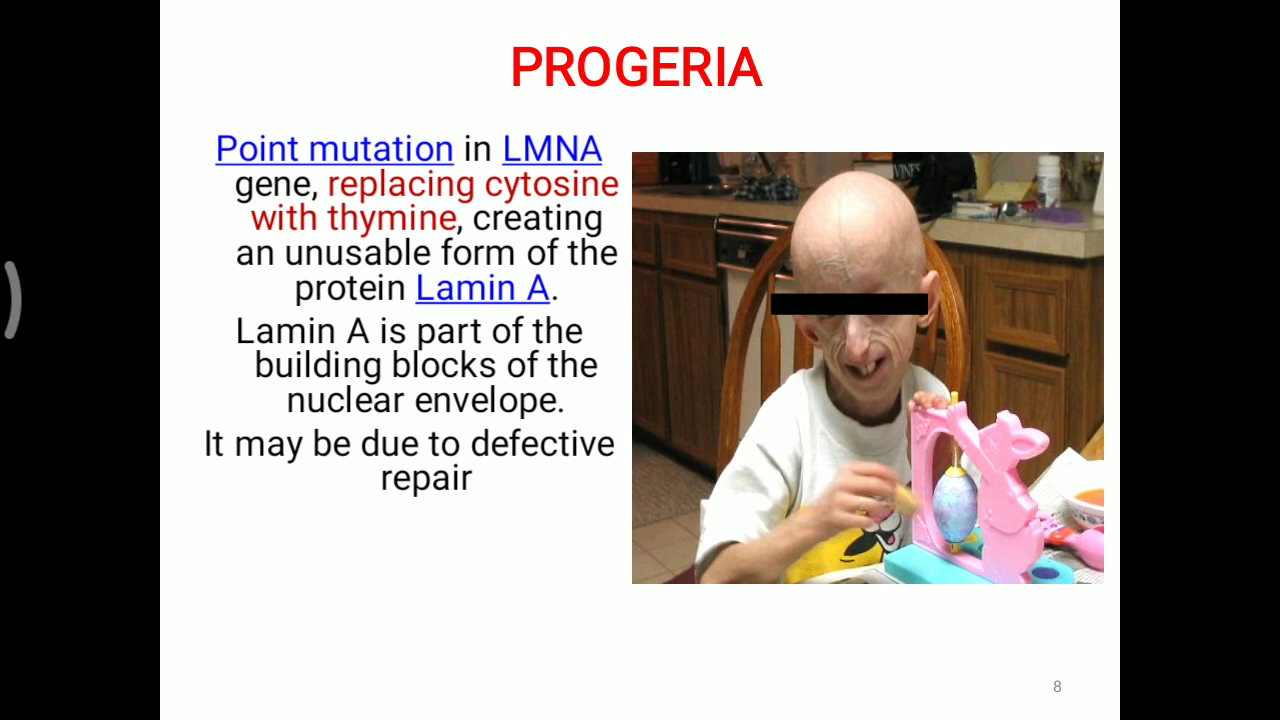 PROGERIA
Point mutation in LMNA
gene, replacing cytosine
with thymine, creating
an unusable form of the
protein Lamin A.
Lamin A is part of the
building blocks of the
nuclear envelope.
It may be due to defective
repair
VINES
8